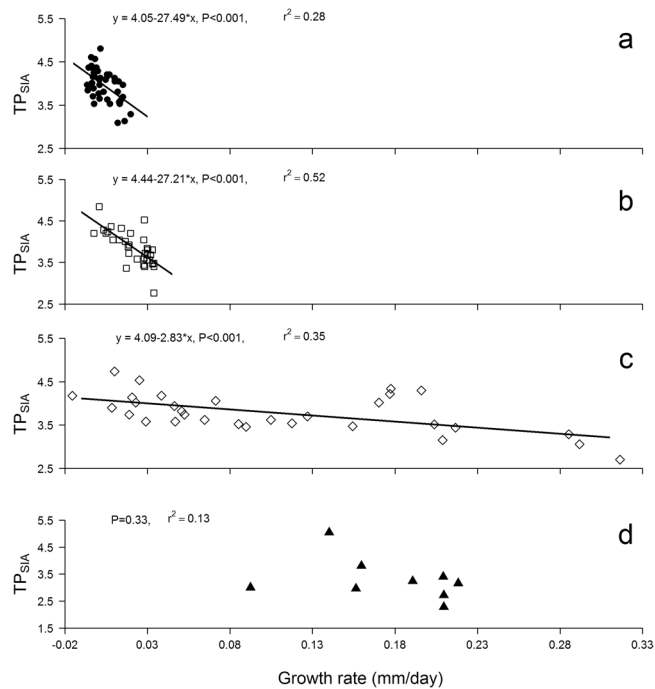 y = 4.05-27.49*x, P<0.001, r² = 0.28
a
5.5
4.5
3.5
2.5
TP_SIA
y = 4.44-27.21*x, P<0.001, r² = 0.52
b
5.5
4.5
3.5
2.5
TP_SIA
y = 4.09-2.83*x, P<0.001, r² = 0.35
c
5.5
4.5
3.5
2.5
TP_SIA
P=0.33, r² = 0.13
d
5.5
4.5
3.5
2.5
1.5
TP_SIA
-0.02 0.03 0.08 0.13 0.18 0.23 0.28 0.33
Growth rate (mm/day)